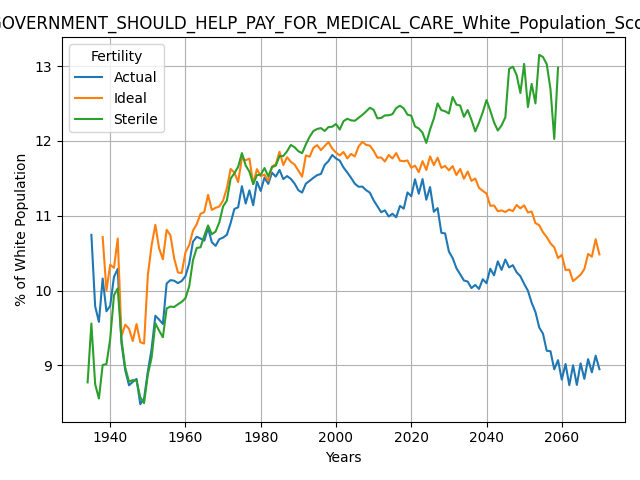 GOVERNMENT_SHOULD_HELP_PAY_FOR_MEDICAL_CARE_White_Population_Sco
Fertility
Actual
Ideal
Sterile
% of White Population
13
12
11
10
9
1940 1960 1980 2000 2020 2040 2060
Years